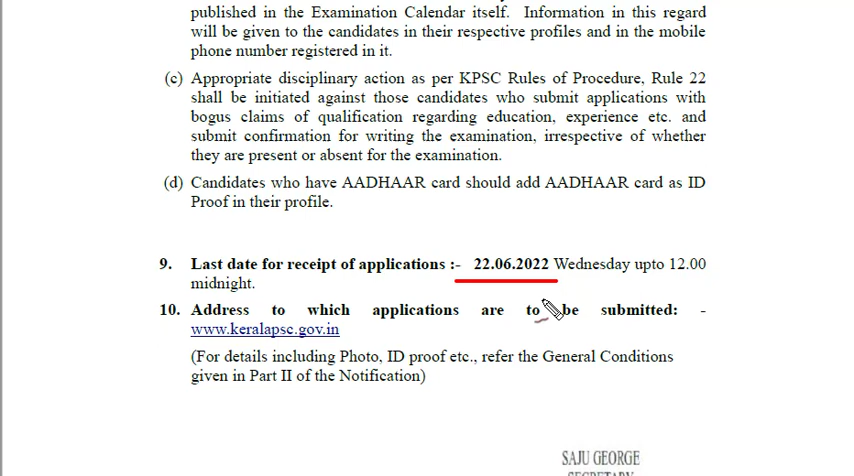 published in the Examination Calendar itself. Information in this regard
will be given to the candidates in their respective profiles and in the mobile
phone number registered in it.
(c) Appropriate disciplinary action as per KPSC Rules of Procedure, Rule 22
shall be initiated against those candidates who submit applications with
bogus claims of qualification regarding education, experience etc. and
submit confirmation for writing the examination, irrespective of whether
they are present or absent for the examination.
(d) Candidates who have AADHAAR card should add AADHAAR card as ID
Proof in their profile.
9. Last date for receipt of applications :- 22.06.2022 Wednesday upto 12.00
midnight.
10. Address to which applications are to be submitted: -
www.keralapsc.gov.in
(For details including Photo, ID proof etc., refer the General Conditions
given in Part II of the Notification)
SAJU GEORGE
SECRETARY